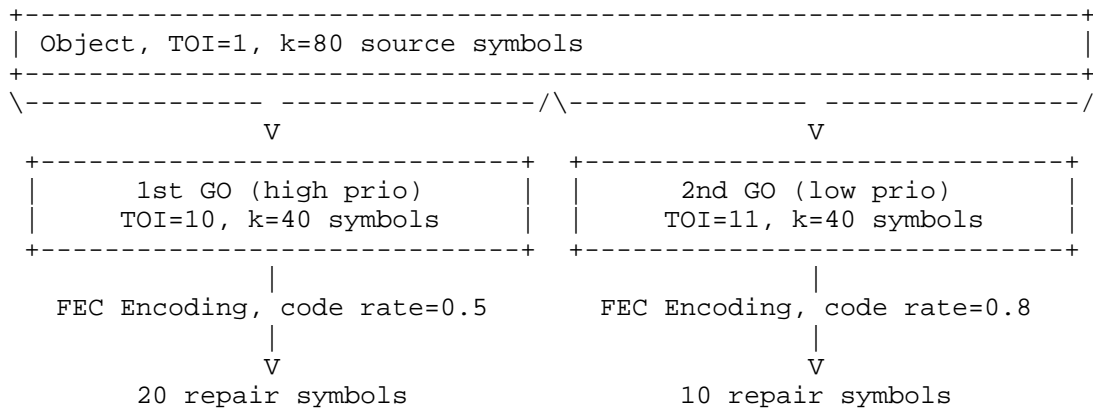 Object, TOI=1, k=80 source symbols
V V
1st GO (high prio) 2nd GO (low prio)
TOI=10, k=40 symbols TOI=11, k=40 symbols
FEC Encoding, code rate=0.5 FEC Encoding, code rate=0.8
V V
20 repair symbols 10 repair symbols